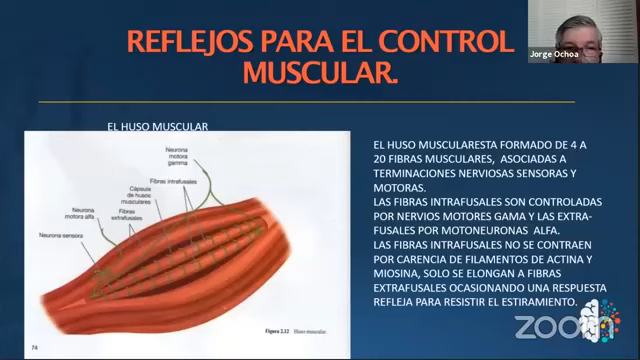 REFLEJOS PARA EL CONTROL
MUSCULAR.
Jorge Ochoa
EL HUSO MUSCULAR
Neurona
motora
gamma
Fibras intrafusales
Cápsula
de husos
musculares
Neurona
motora alfa
Fibras
extrafusales
Neurona sensora
Figura 2.12 Huso muscular.
74
EL HUSO MUSCULARESTA FORMADO DE 4 A
20 FIBRAS MUSCULARES, ASOCIADAS A
TERMINACIONES NERVIOSAS SENSORAS Y
MOTORAS.
LAS FIBRAS INTRAFUSALES SON CONTROLADAS
POR NERVIOS MOTORES GAMA Y LAS EXTRA-
FUSALES POR MOTONEURONAS ALFA.
LAS FIBRAS INTRAFUSALES NO SE CONTRAEN
POR CARENCIA DE FILAMENTOS DE ACTINA Y
MIOSINA, SOLO SE ELONGAN A FIBRAS
EXTRAFUSALES OCASIONANDO UNA RESPUESTA
REFLEJA PARA RESISTIR EL ESTIRAMIENTO.
zoom